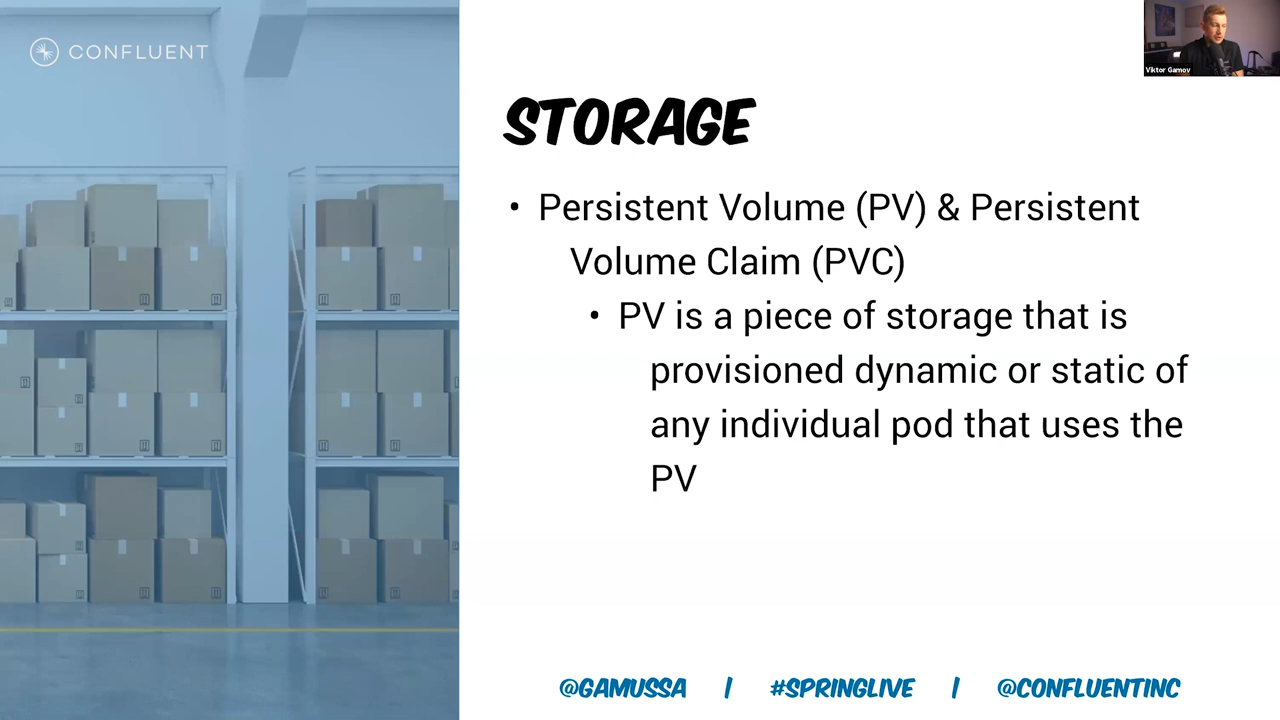 CONFLUENT
Viktor Gamov
STORAGE
• Persistent Volume (PV) & Persistent
Volume Claim (PVC)
• PV is a piece of storage that is
provisioned dynamic or static of
any individual pod that uses the
PV
@GAMUSSA | #SPRINGLIVE | @CONFLUENTINC